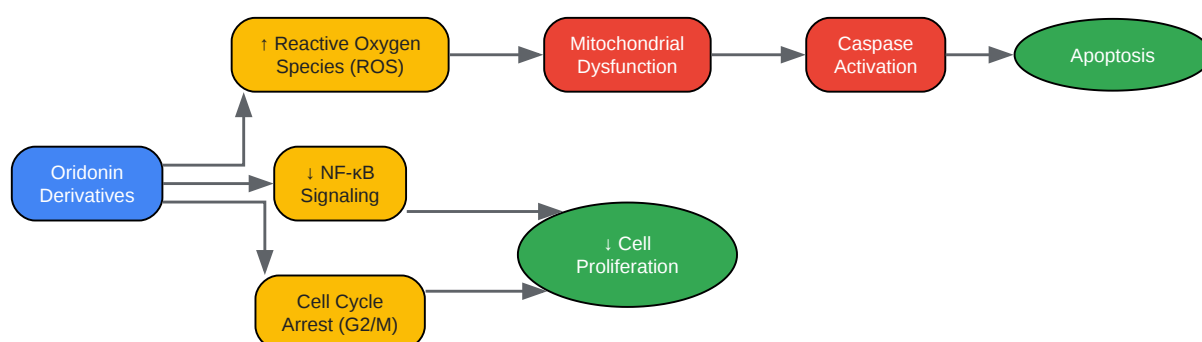 ↑ Reactive Oxygen
Species (ROS)
Mitochondrial
Dysfunction
Caspase
Activation
Apoptosis
Oridonin
Derivatives
↓ NF-κB
Signaling
↓ Cell
Proliferation
Cell Cycle
Arrest (G2/M)